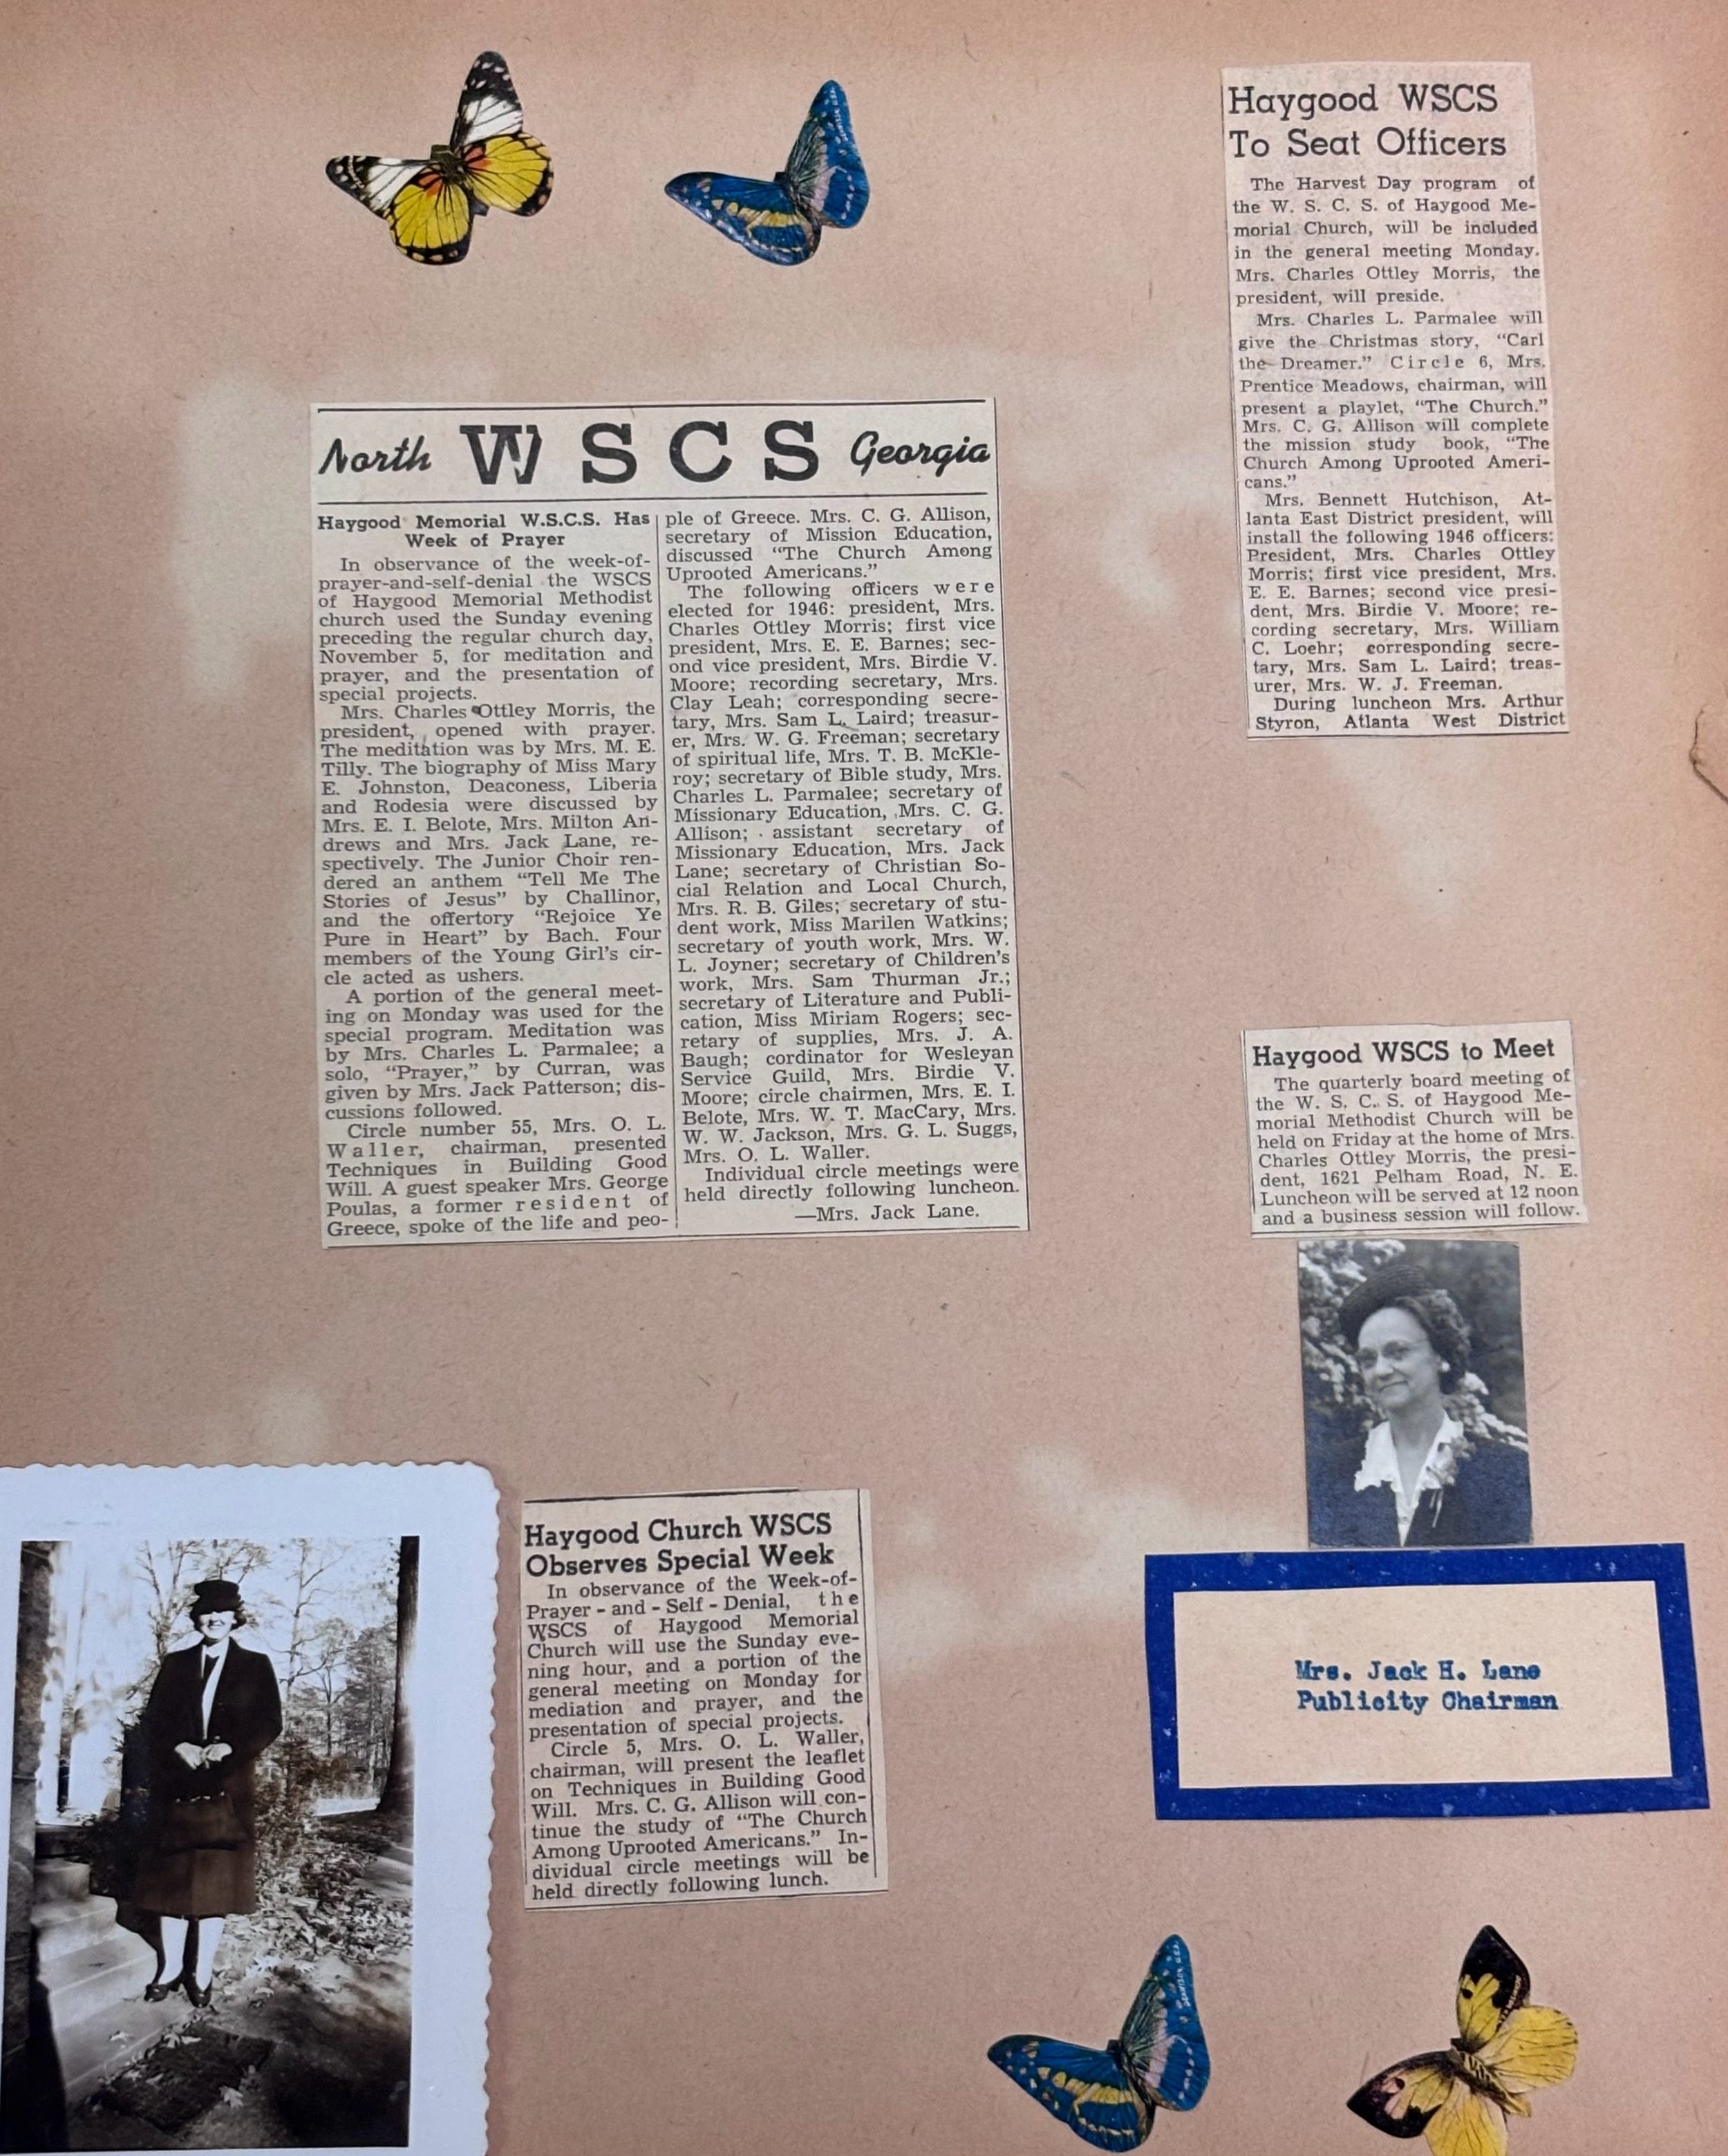 North W S C S Georgia
Haygood Memorial W.S.C.S. Has
Week of Prayer
In observance of the week-of-
prayer-and-self-denial the WSCS
of Haygood Memorial Methodist
church used the Sunday evening
preceding the regular church day,
November 5, for meditation and
prayer, and the presentation of
special projects.
Mrs. Charles Ottley Morris, the
president, opened with prayer.
The meditation was by Mrs. M. E.
Tilly. The biography of Miss Mary
E. Johnston, Deaconess, Liberia
and Rodesia were discussed by
Mrs. E. I. Belote, Mrs. Milton An-
drews and Mrs. Jack Lane, re-
spectively. The Junior Choir ren-
dered an anthem "Tell Me The
Stories of Jesus" by Challinor,
and the offertory "Rejoice Ye
Pure in Heart" by Bach. Four
members of the Young Girl's cir-
cle acted as ushers.
A portion of the general meet-
ing on Monday was used for the
special program. Meditation was
by Mrs. Charles L. Parmalee; a
solo, "Prayer," by Curran, was
given by Mrs. Jack Patterson; dis-
cussions followed.
Circle number 55, Mrs. O. L.
Waller, chairman, presented
Techniques in Building Good
Will. A guest speaker Mrs. George
Poulas, a former resident of
Greece, spoke of the life and peo-
ple of Greece. Mrs. C. G. Allison,
secretary of Mission Education,
discussed "The Church Among
Uprooted Americans."
The following officers were
elected for 1946: president, Mrs.
Charles Ottley Morris; first vice
president, Mrs. E. E. Barnes; sec-
ond vice president, Mrs. Birdie V.
Moore; recording secretary, Mrs.
Clay Leah; corresponding secre-
tary, Mrs. Sam L. Laird; treasur-
er, Mrs. W. G. Freeman; secretary
of spiritual life, Mrs. T. B. McKle-
roy; secretary of Bible study, Mrs.
Charles L. Parmalee; secretary of
Missionary Education, Mrs. C. G.
Allison; assistant secretary of
Missionary Education, Mrs. Jack
Lane; secretary of Christian So-
cial Relation and Local Church,
Mrs. R. B. Giles; secretary of stu-
dent work, Miss Marilen Watkins;
secretary of youth work, Mrs. W.
L. Joyner; secretary of Children's
work, Mrs. Sam Thurman Jr.;
secretary of Literature and Publi-
cation, Miss Miriam Rogers; sec-
retary of supplies, Mrs. J. A.
Baugh; cordinator for Wesleyan
Service Guild, Mrs. Birdie V.
Moore; circle chairmen, Mrs. E. I.
Belote, Mrs. W. T. MacCary, Mrs.
W. W. Jackson, Mrs. G. L. Suggs,
Mrs. O. L. Waller.
Individual circle meetings were
held directly following luncheon.
—Mrs. Jack Lane.
Haygood WSCS
To Seat Officers
The Harvest Day program of
the W. S. C. S. of Haygood Me-
morial Church, will be included
in the general meeting Monday.
Mrs. Charles Ottley Morris, the
president, will preside.
Mrs. Charles L. Parmalee will
give the Christmas story, "Carl
the Dreamer." Circle 6, Mrs.
Prentice Meadows, chairman, will
present a playlet, "The Church."
Mrs. C. G. Allison will complete
the mission study book, "The
Church Among Uprooted Ameri-
cans."
Mrs. Bennett Hutchison, At-
lanta East District president, will
install the following 1946 officers:
President, Mrs. Charles Ottley
Morris; first vice president, Mrs.
E. E. Barnes; second vice presi-
dent, Mrs. Birdie V. Moore; re-
cording secretary, Mrs. William
C. Loehr; corresponding secre-
tary, Mrs. Sam L. Laird; treas-
urer, Mrs. W. J. Freeman.
During luncheon Mrs. Arthur
Styron, Atlanta West District
Haygood WSCS to Meet
The quarterly board meeting of
the W. S. C. S. of Haygood Me-
morial Methodist Church will be
held on Friday at the home of Mrs.
Charles Ottley Morris, the presi-
dent, 1621 Pelham Road, N. E.
Luncheon will be served at 12 noon
and a business session will follow.
Haygood Church WSCS
Observes Special Week
In observance of the Week-of-
Prayer-and-Self-Denial, the
WSCS of Haygood Memorial
Church will use the Sunday eve-
ning hour, and a portion of the
general meeting on Monday for
mediation and prayer, and the
presentation of special projects.
Circle 5, Mrs. O. L. Waller,
chairman, will present the leaflet
on Techniques in Building Good
Will. Mrs. C. G. Allison will con-
tinue the study of "The Church
Among Uprooted Americans." In-
dividual circle meetings will be
held directly following lunch.
Mrs. Jack H. Lane
Publicity Chairman